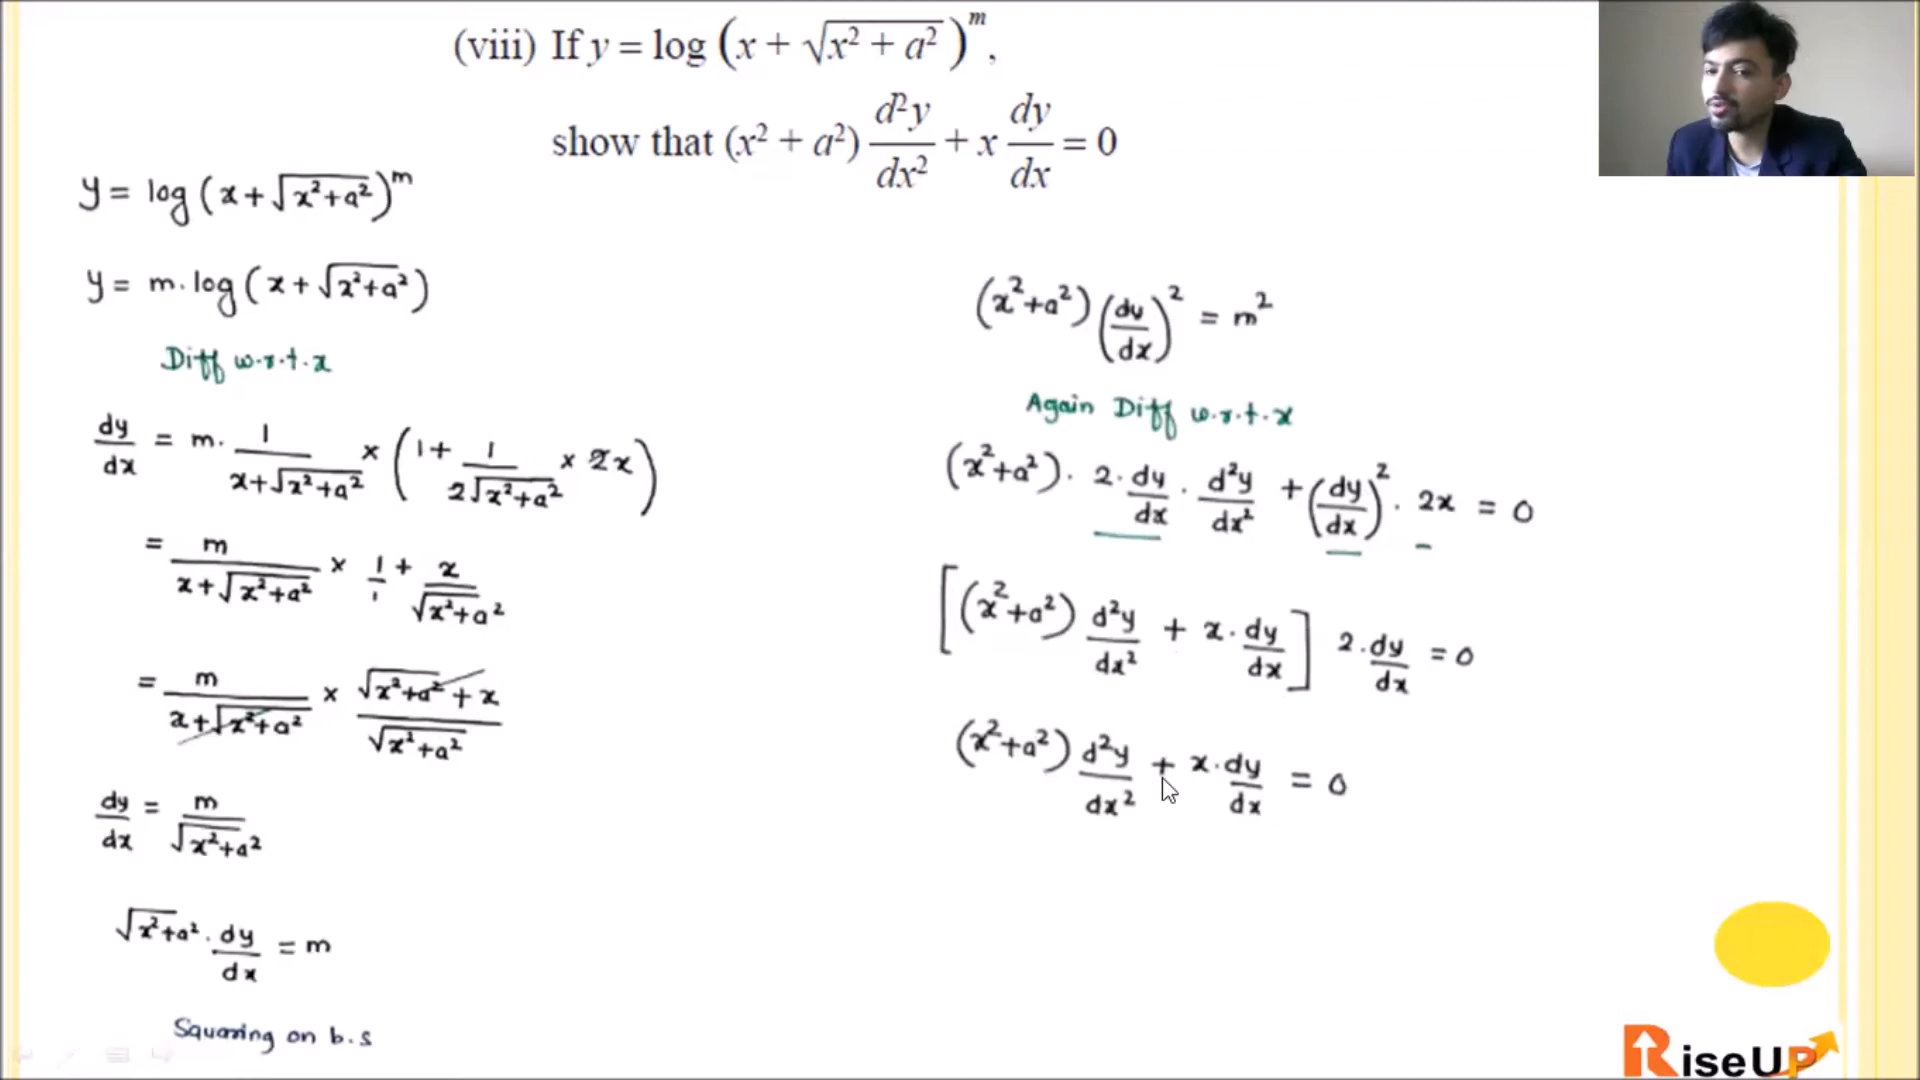 (viii) If y = log (x + √(x² + a²))ᵐ,
show that (x² + a²) d²y/dx² + x dy/dx = 0
y = log (x + √(x²+a²))ᵐ
y = m. log (x + √(x²+a²))
Diff w.r.t. x
dy/dx = m. 1/(x+√(x²+a²)) × (1 + 1/(2√(x²+a²)) × 2x)
= m/(x+√(x²+a²)) × 1/1 + x/√(x²+a²)
= m/(x+√(x²+a²)) × (√(x²+a²) + x)/√(x²+a²)
dy/dx = m/√(x²+a²)
√(x²+a²) . dy/dx = m
Squaring on b.s
(x²+a²) (dy/dx)² = m²
Again Diff w.r.t. x
(x²+a²). 2. dy/dx . d²y/dx² + (dy/dx)² . 2x = 0
[(x²+a²) d²y/dx² + x. dy/dx] 2. dy/dx = 0
(x²+a²) d²y/dx² + x. dy/dx = 0
RiseUP